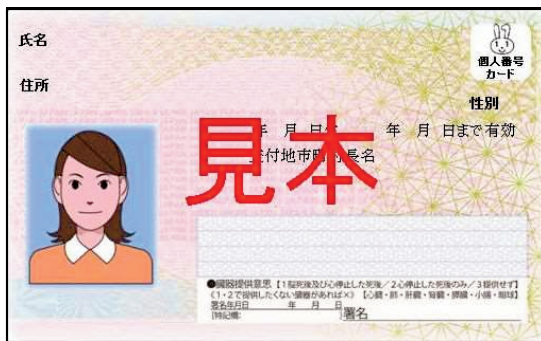 氏名
個人番号
カード
住所
性別
年 月 日生 年 月 日まで有効
交付地市町村長名
見本
●臓器提供意思【1脳死後及び心停止した死後/2心停止した死後のみ/3提供せず】
《1・2で提供したくない臓器があれば×》【心臓・肺・肝臓・腎臓・膵臓・小腸・眼球】
署名年月日 年 月 日
[特記欄: ]署名